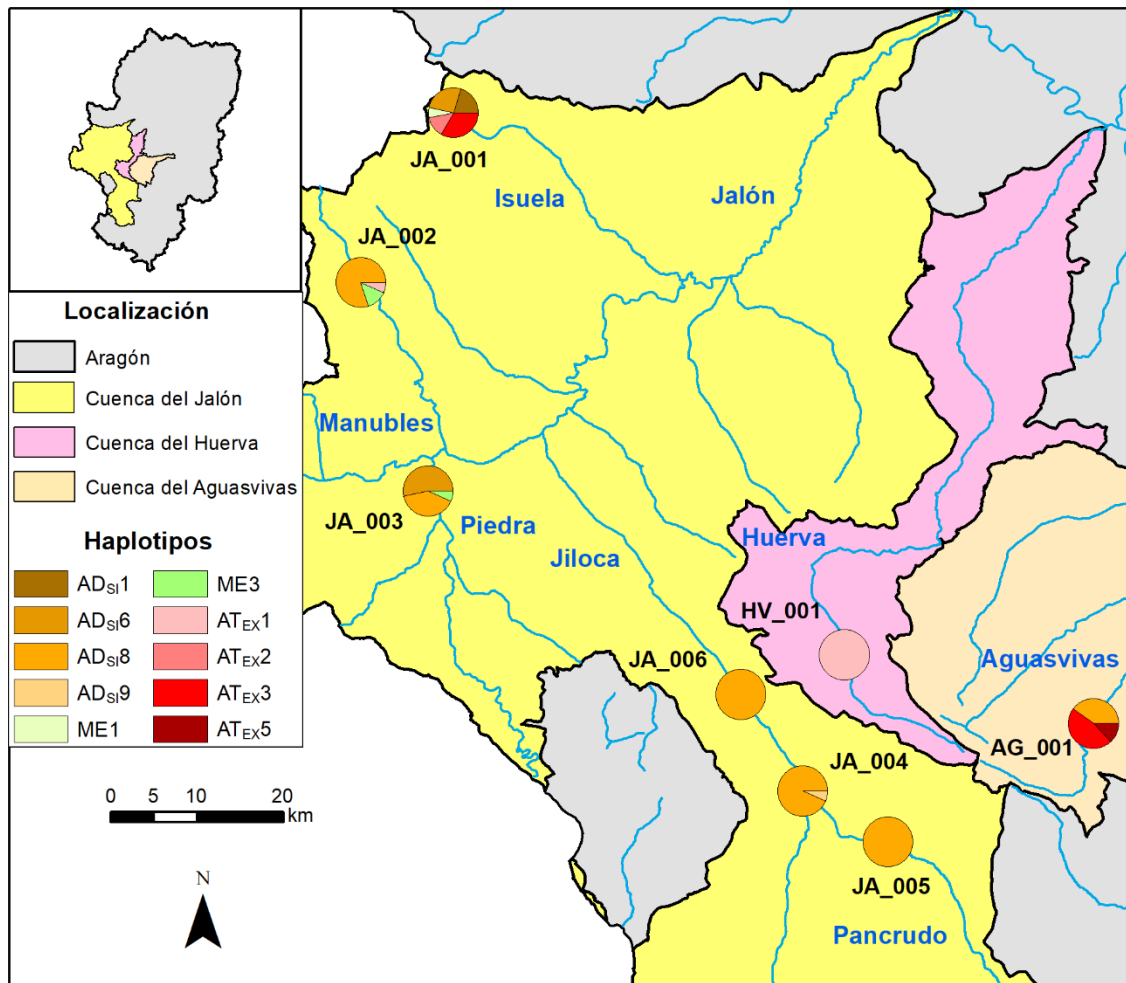 Localización
Aragón
Cuenca del Jalón
Cuenca del Huerva
Cuenca del Aguasvivas
Haplotipos
ADSI1
ME3
ADSI6
ATEX1
ADSI8
ATEX2
ADSI9
ATEX3
ME1
ATEX5
0 5 10 20
km
N
JA_001
Isuela
Jalón
JA_002
Manubles
JA_003
Piedra
Jiloca
Huerva
HV_001
JA_006
Aguasvivas
AG_001
JA_004
JA_005
Pancrudo